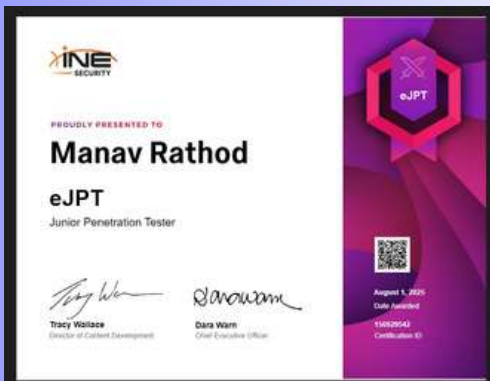 INE
SECURITY
PROUDLY PRESENTED TO
Manav Rathod
eJPT
Junior Penetration Tester
Tracy Wallace
Director of Content Development
Dara Warn
Chief Executive Officer
eJPT
August 1, 2025
Date Awarded
Certification ID